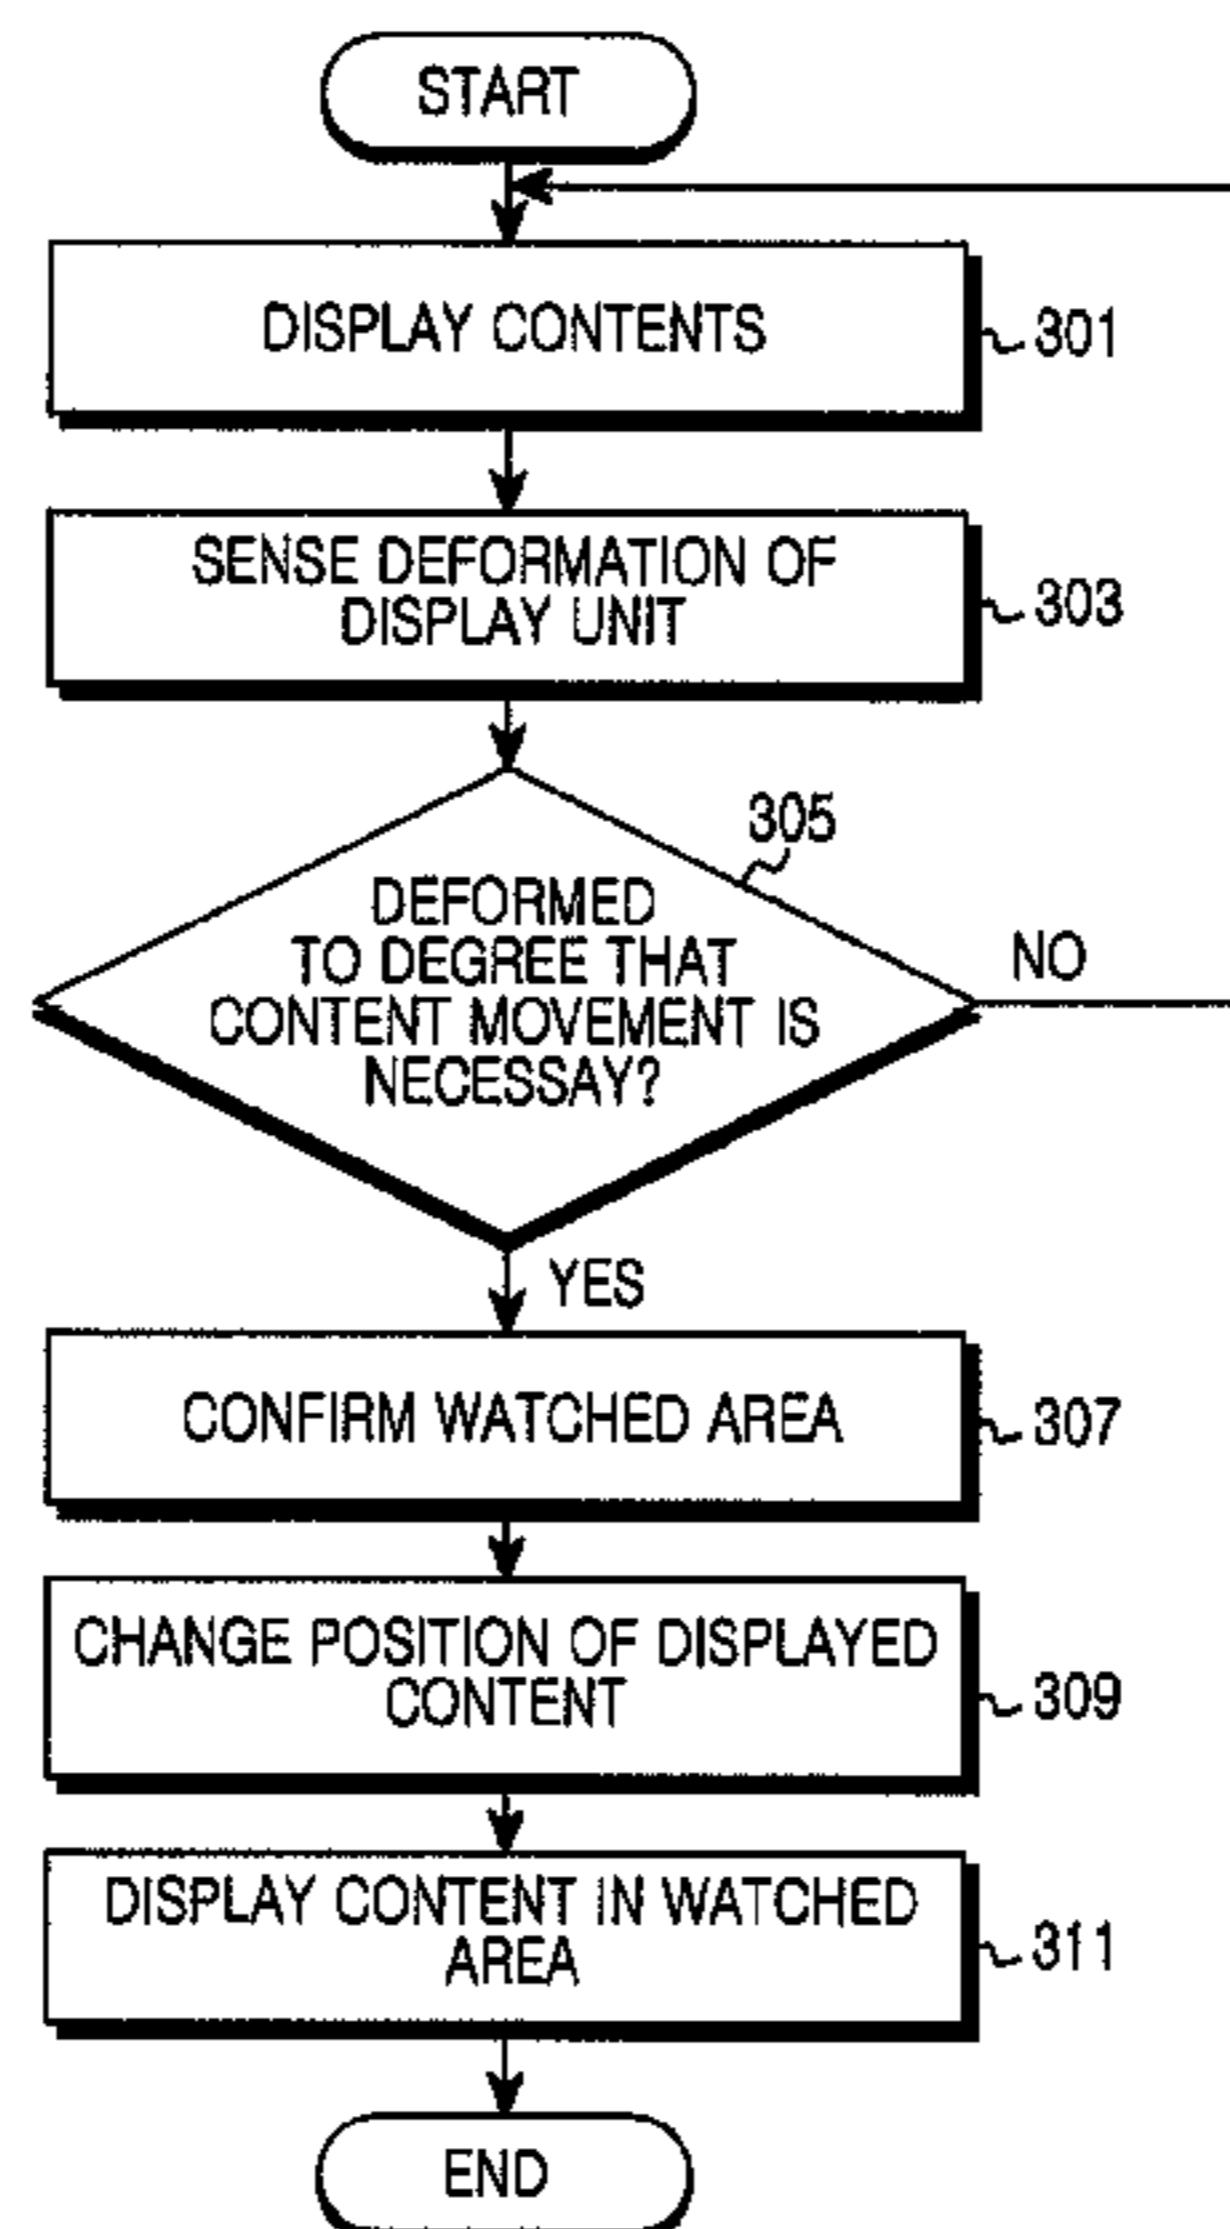 START
DISPLAY CONTENTS
301
SENSE DEFORMATION OF
DISPLAY UNIT
303
305
DEFORMED
TO DEGREE THAT
CONTENT MOVEMENT IS
NECESSAY?
NO
YES
CONFIRM WATCHED AREA
307
CHANGE POSITION OF DISPLAYED
CONTENT
309
DISPLAY CONTENT IN WATCHED
AREA
311
END